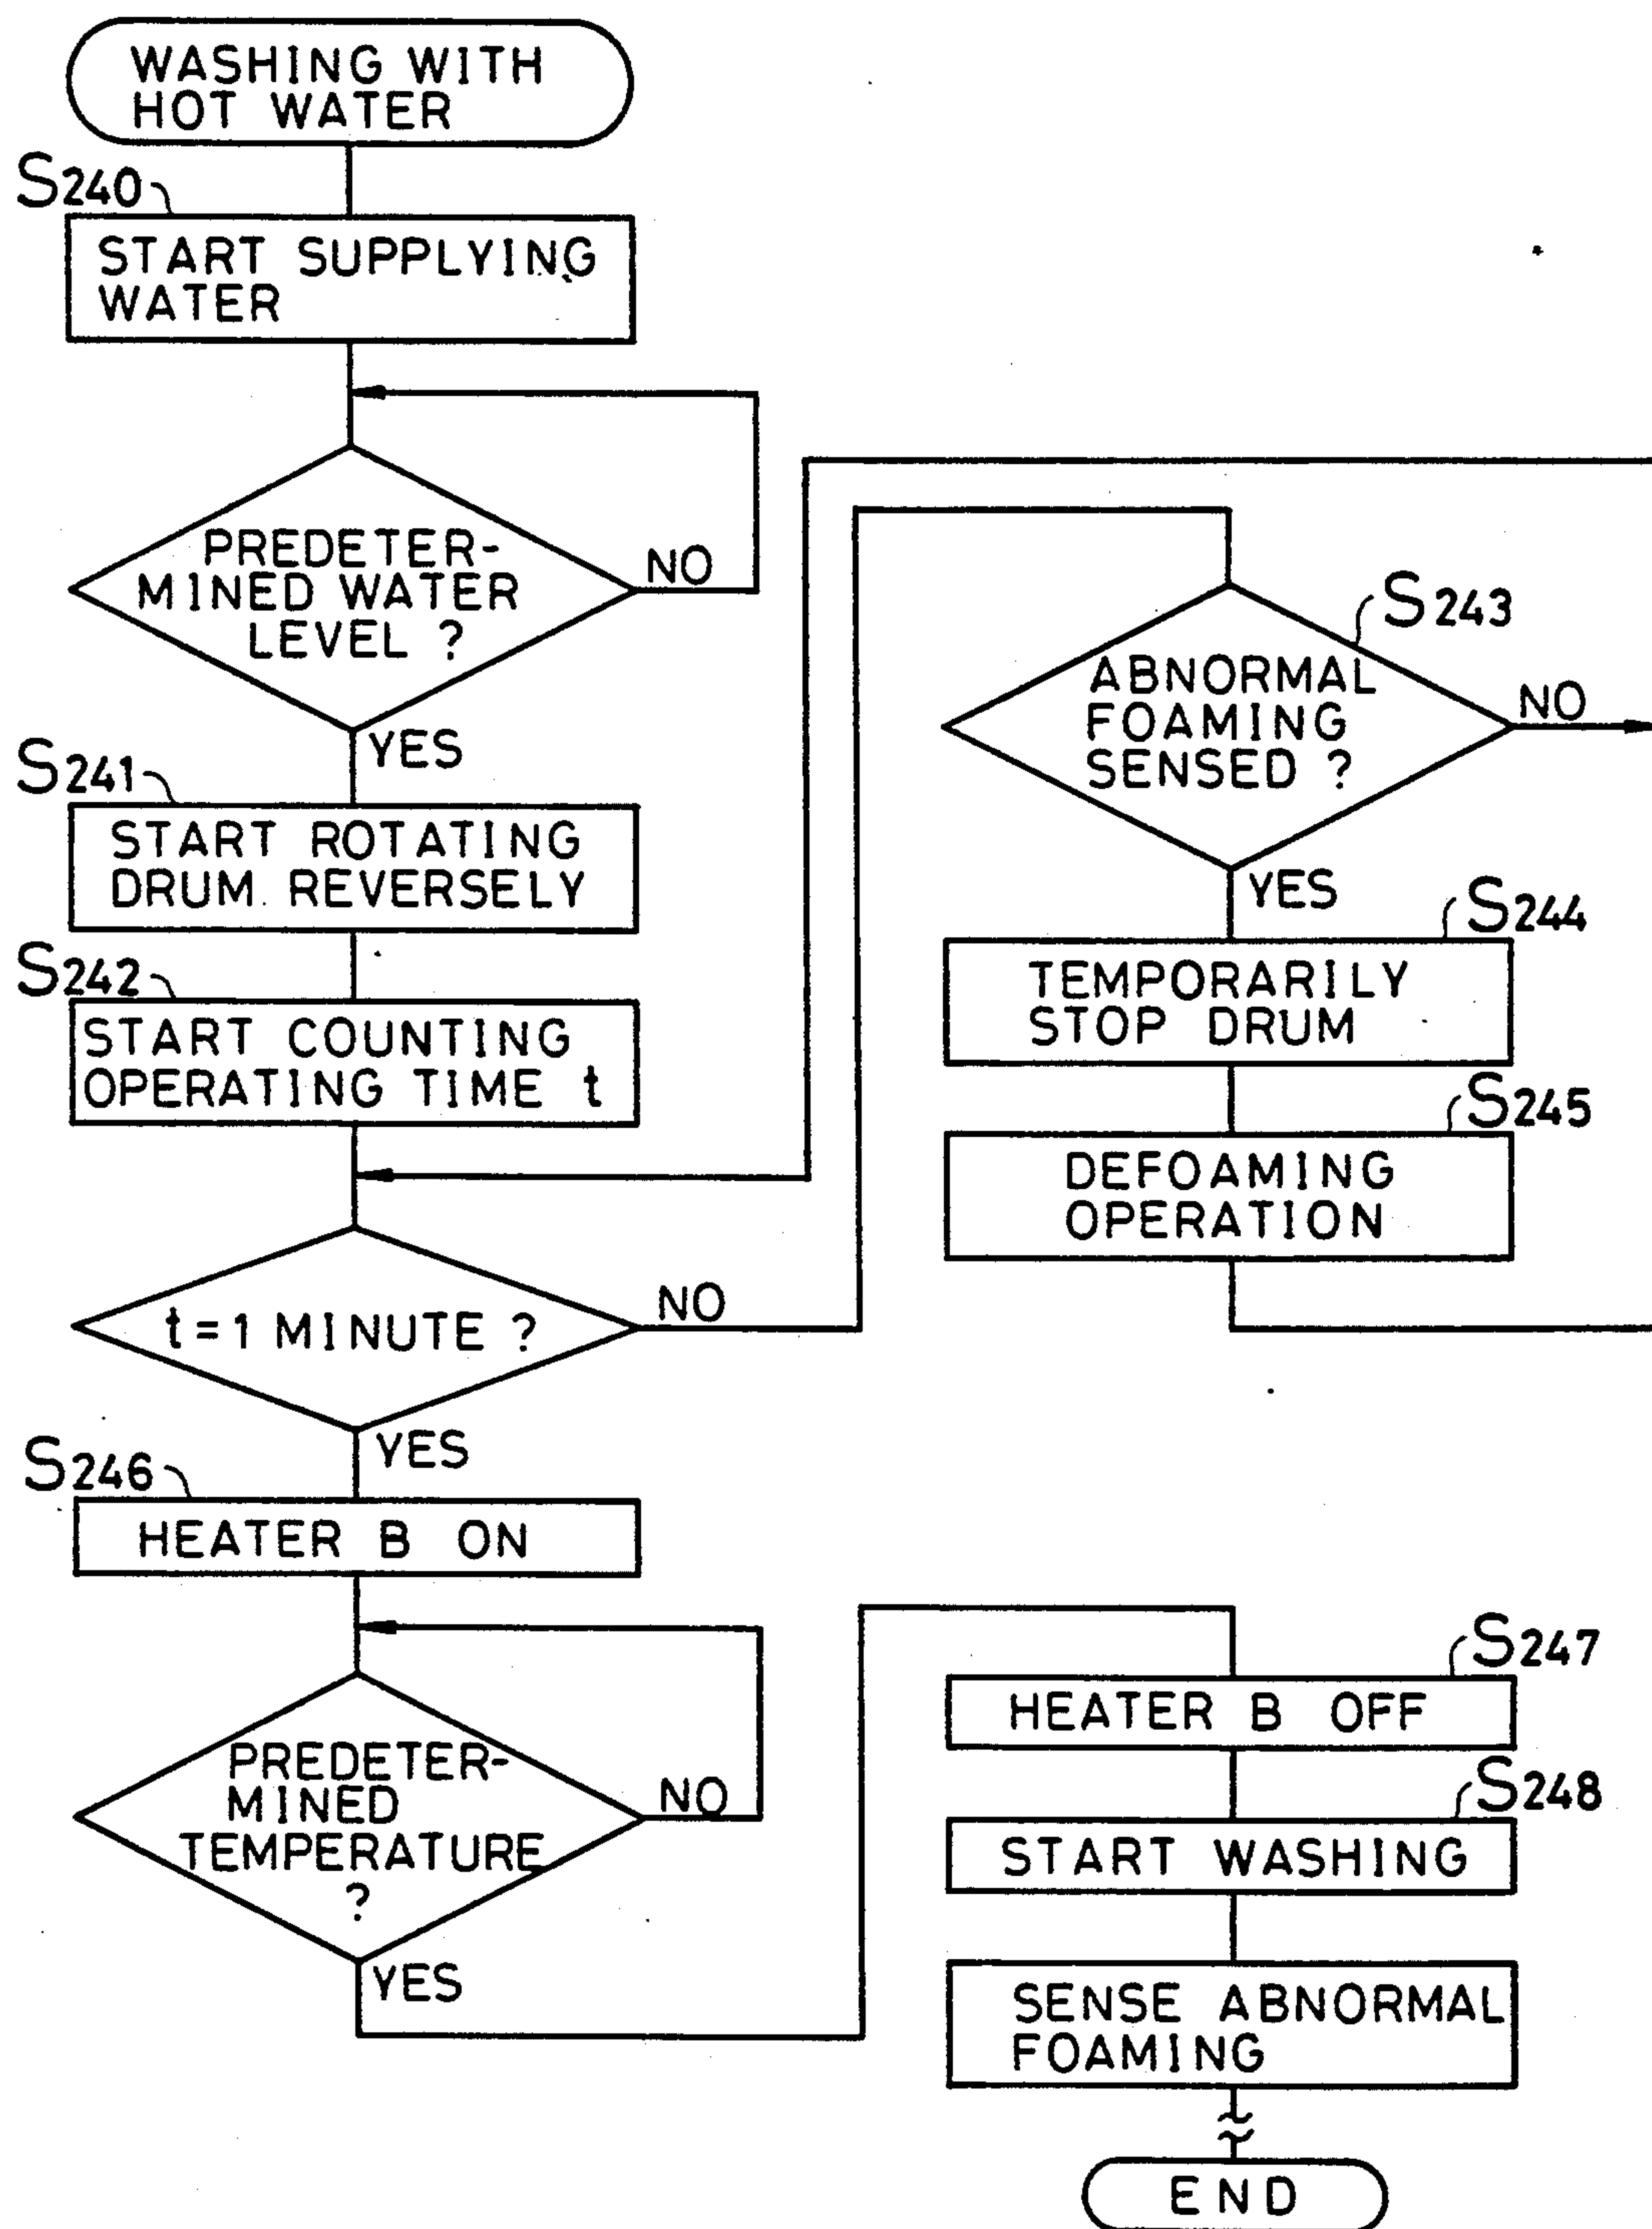 WASHING WITH
HOT WATER
S240
START SUPPLYING
WATER
PREDETER-
MINED WATER
LEVEL ?
NO
YES
S241
START ROTATING
DRUM REVERSELY
S242
START COUNTING
OPERATING TIME t
t=1 MINUTE ?
NO
YES
S243
ABNORMAL
FOAMING
SENSED ?
NO
YES
S244
TEMPORARILY
STOP DRUM
S245
DEFOAMING
OPERATION
S246
HEATER B ON
PREDETER-
MINED
TEMPERATURE
?
NO
YES
S247
HEATER B OFF
S248
START WASHING
SENSE ABNORMAL
FOAMING
END